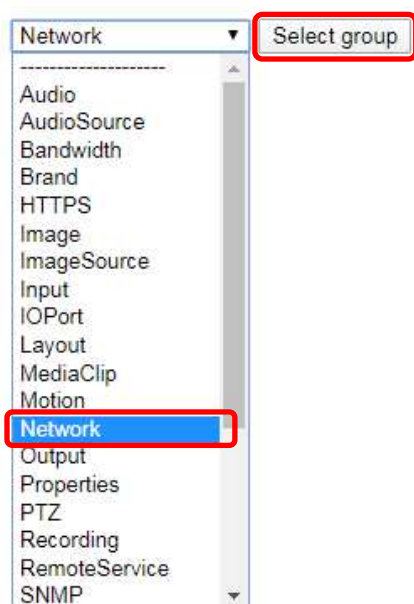 Network Select group
--------------------
Audio
AudioSource
Bandwidth
Brand
HTTPS
Image
ImageSource
Input
IOPort
Layout
MediaClip
Motion
Network
Output
Properties
PTZ
Recording
RemoteService
SNMP